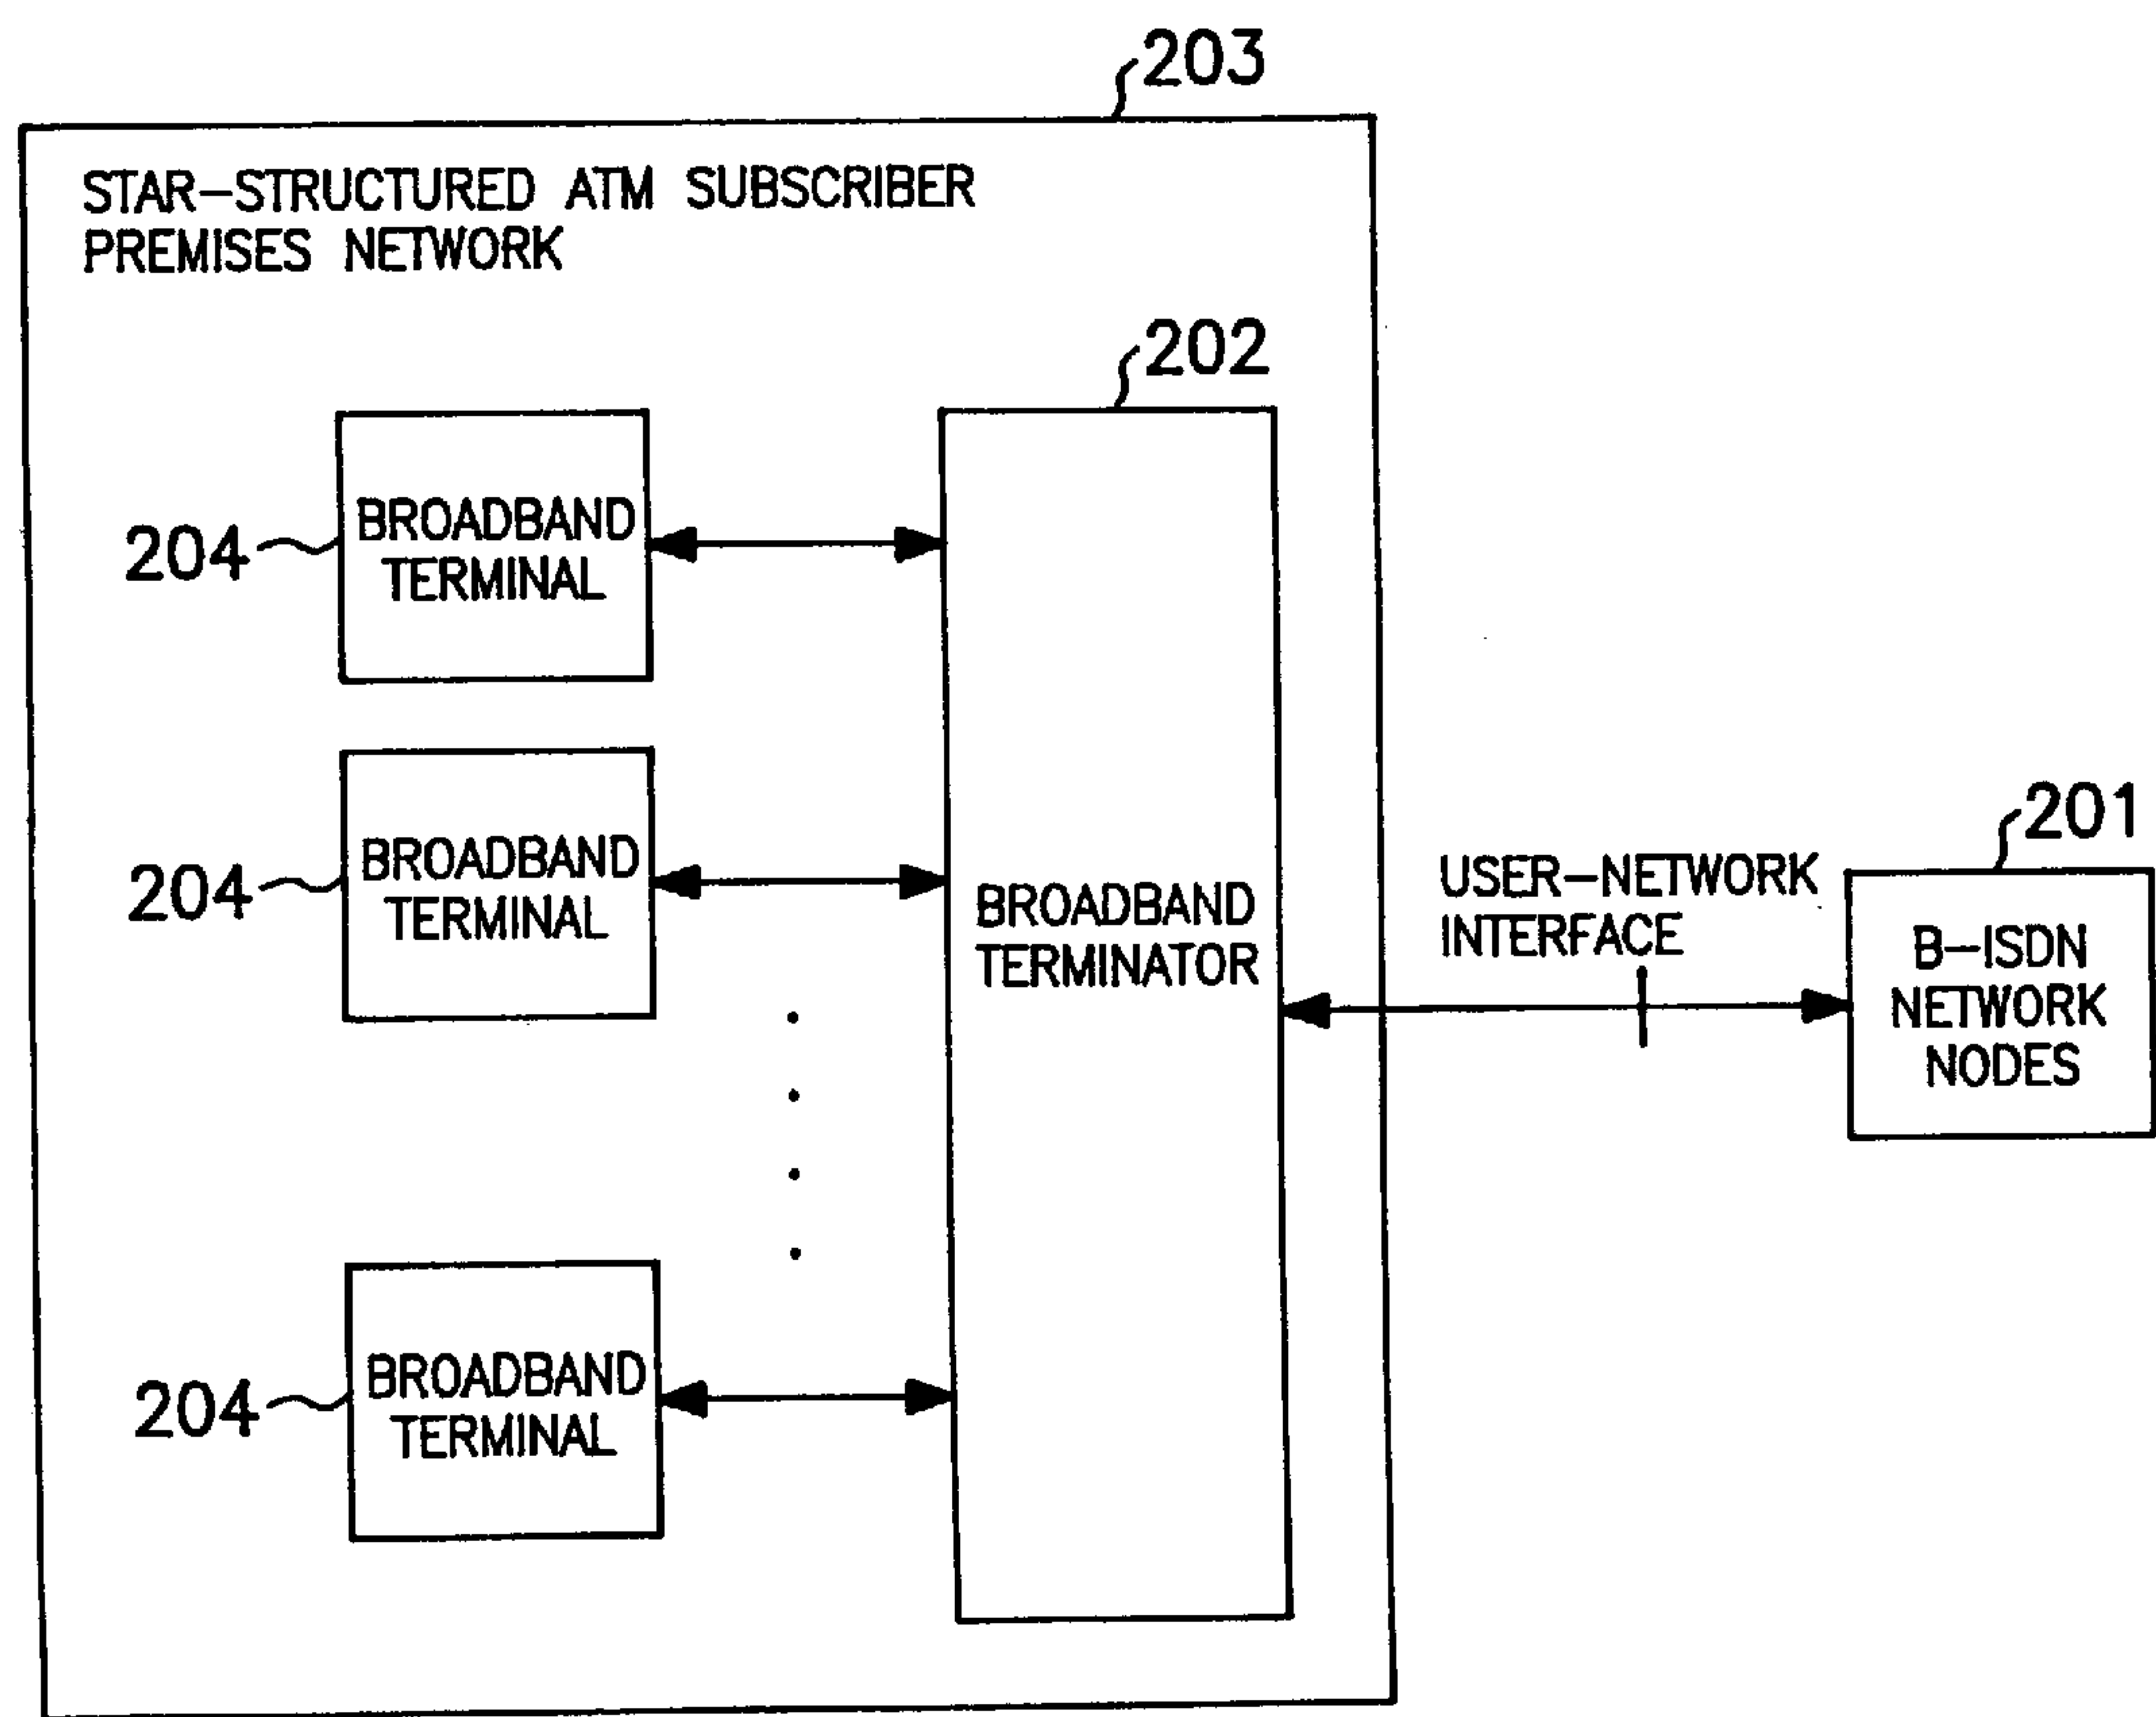 203
STAR-STRUCTURED ATM SUBSCRIBER
PREMISES NETWORK
202
BROADBAND
TERMINAL
204
BROADBAND
TERMINAL
204
BROADBAND
TERMINATOR
USER-NETWORK
INTERFACE
201
B-ISDN
NETWORK
NODES
BROADBAND
TERMINAL
204